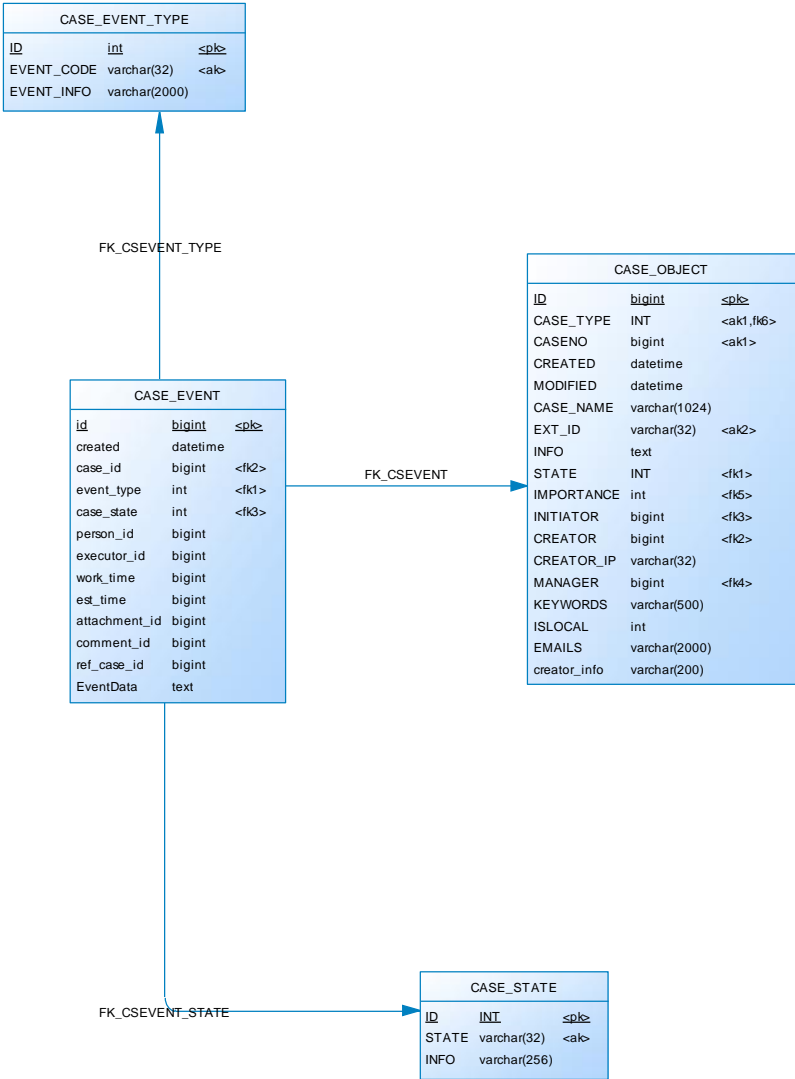 CASE_EVENT_TYPE
ID int <pk>
EVENT_CODE varchar(32) <ak>
EVENT_INFO varchar(2000)
FK_CSEVENT_TYPE
CASE_OBJECT
ID bigint <pk>
CASE_TYPE INT <ak1,fk6>
CASENO bigint <ak1>
CREATED datetime
MODIFIED datetime
CASE_NAME varchar(1024)
EXT_ID varchar(32) <ak2>
INFO text
STATE INT <fk1>
IMPORTANCE int <fk5>
INITIATOR bigint <fk3>
CREATOR bigint <fk2>
CREATOR_IP varchar(32)
MANAGER bigint <fk4>
KEYWORDS varchar(500)
ISLOCAL int
EMAILS varchar(2000)
creator_info varchar(200)
CASE_EVENT
id bigint <pk>
created datetime
case_id bigint <fk2>
event_type int <fk1>
case_state int <fk3>
person_id bigint
executor_id bigint
work_time bigint
est_time bigint
attachment_id bigint
comment_id bigint
ref_case_id bigint
EventData text
FK_CSEVENT
FK_CSEVENT_STATE
CASE_STATE
ID INT <pk>
STATE varchar(32) <ak>
INFO varchar(256)